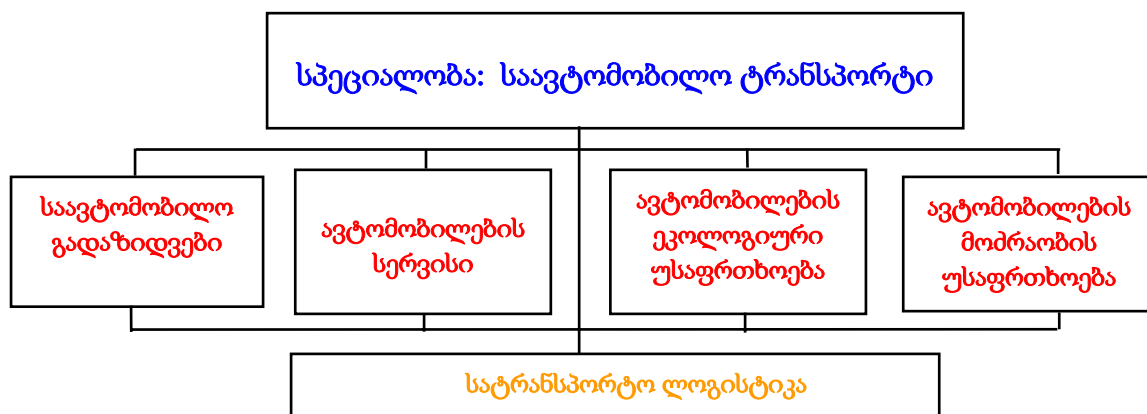 სპეციალობა: საავტომობილო ტრანსპორტი
საავტომობილო
გადაზიდვები
ავტომობილების
სერვისი
ავტომობილების
ეკოლოგიური
უსაფრთხოება
ავტომობილების
მოძრაობის
უსაფრთხოება
სატრანსპორტო ლოგისტიკა